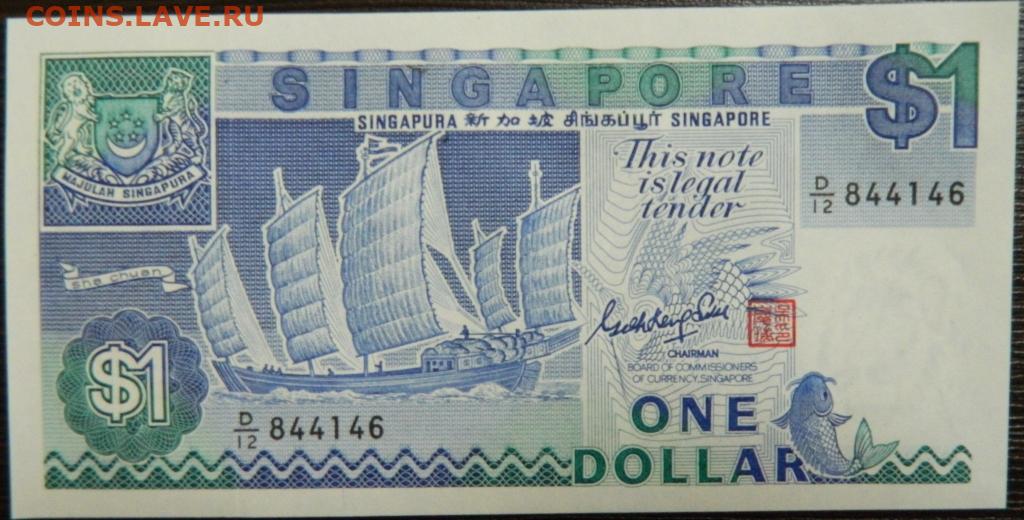 COINS.LAVE.RU
SINGAPORE
$1
SINGAPURA 新加坡 சிங்கப்பூர் SINGAPORE
MAJULAH SINGAPURA
This note
is legal
tender
D/12 844146
sha chuan
CHAIRMAN
BOARD OF COMMISSIONERS
OF CURRENCY, SINGAPORE
$1
D/12 844146
ONE
DOLLAR